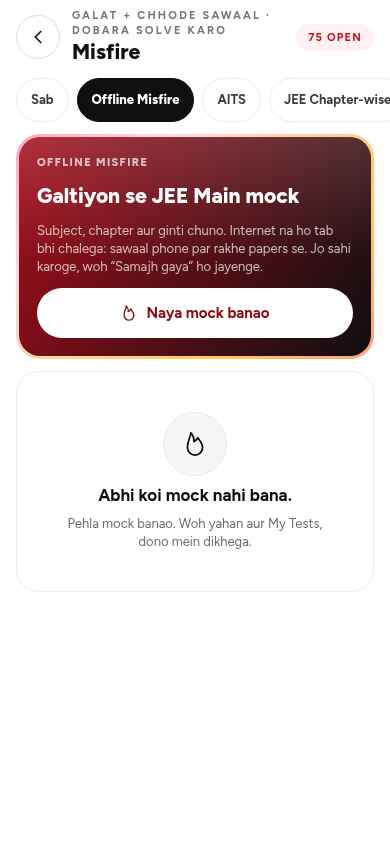 GALAT + CHHODE SAWAAL ·
DOBARA SOLVE KARO
Misfire
75 OPEN
Sab
Offline Misfire
AITS
JEE Chapter-wise
OFFLINE MISFIRE
Galtiyon se JEE Main mock
Subject, chapter aur ginti chuno. Internet na ho tab
bhi chalega: sawaal phone par rakhe papers se. Jo sahi
karoge, woh “Samajh gaya” ho jayenge.
Naya mock banao
Abhi koi mock nahi bana.
Pehla mock banao. Woh yahan aur My Tests,
dono mein dikhega.